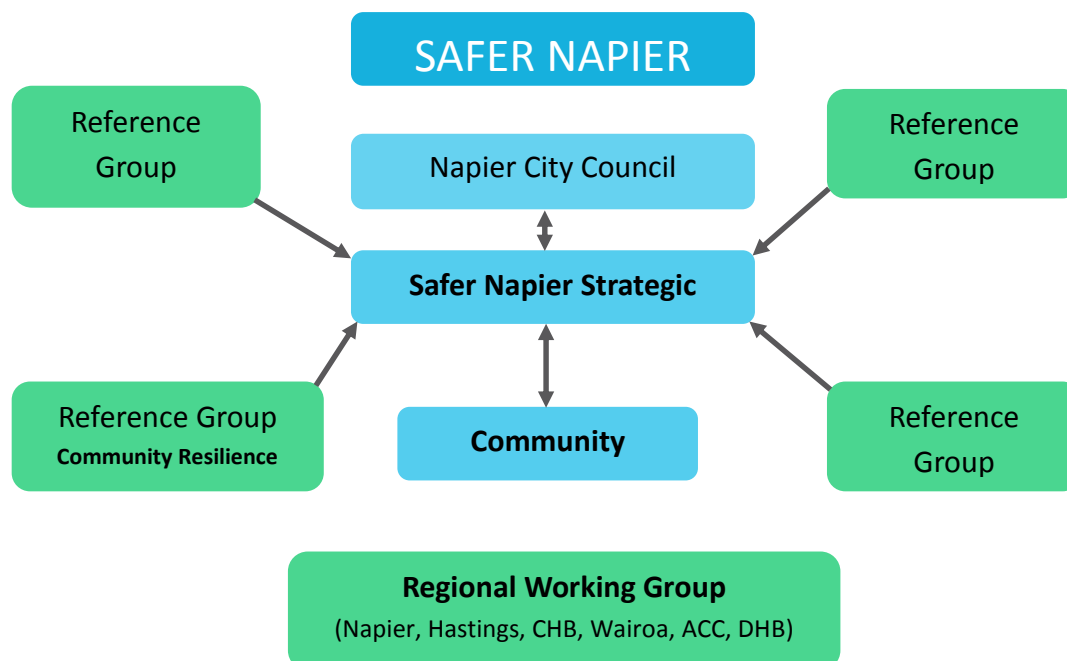 SAFER NAPIER
Reference
Group
Napier City Council
Reference
Group
Safer Napier Strategic
Reference Group
Community Resilience
Community
Reference
Group
Regional Working Group
(Napier, Hastings, CHB, Wairoa, ACC, DHB)